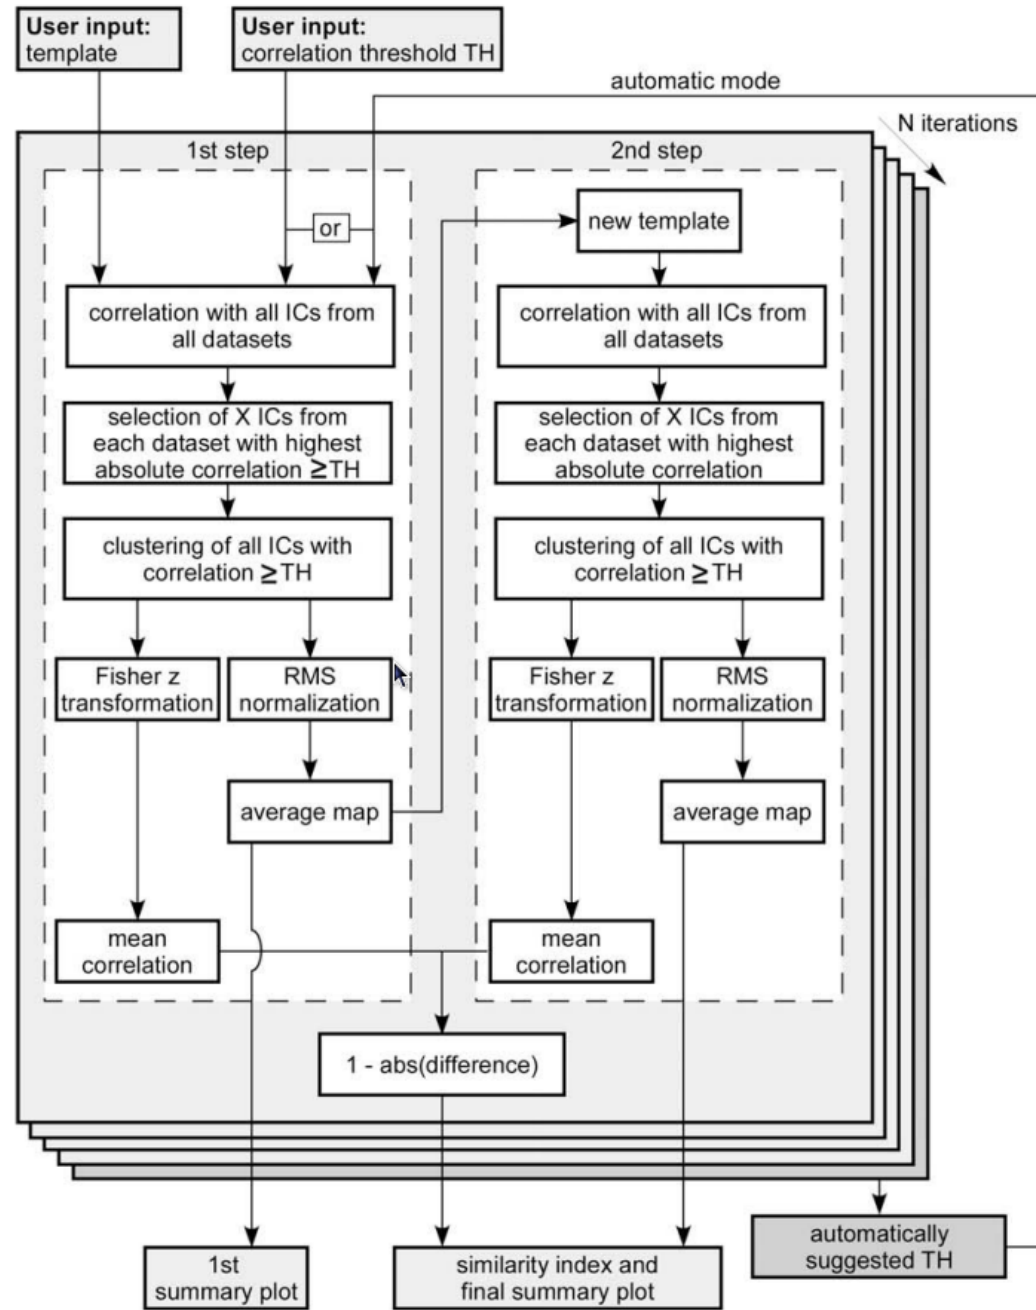 User input:
template
User input:
correlation threshold TH
automatic mode
N iterations
1st step
2nd step
or
new template
correlation with all ICs from
all datasets
selection of X ICs from
each dataset with highest
absolute correlation ≥TH
clustering of all ICs with
correlation ≥TH
Fisher z
transformation
RMS
normalization
average map
mean
correlation
correlation with all ICs from
all datasets
selection of X ICs from
each dataset with highest
absolute correlation
clustering of all ICs with
correlation ≥TH
Fisher z
transformation
RMS
normalization
average map
mean
correlation
1 - abs(difference)
1st
summary plot
similarity index and
final summary plot
automatically
suggested TH